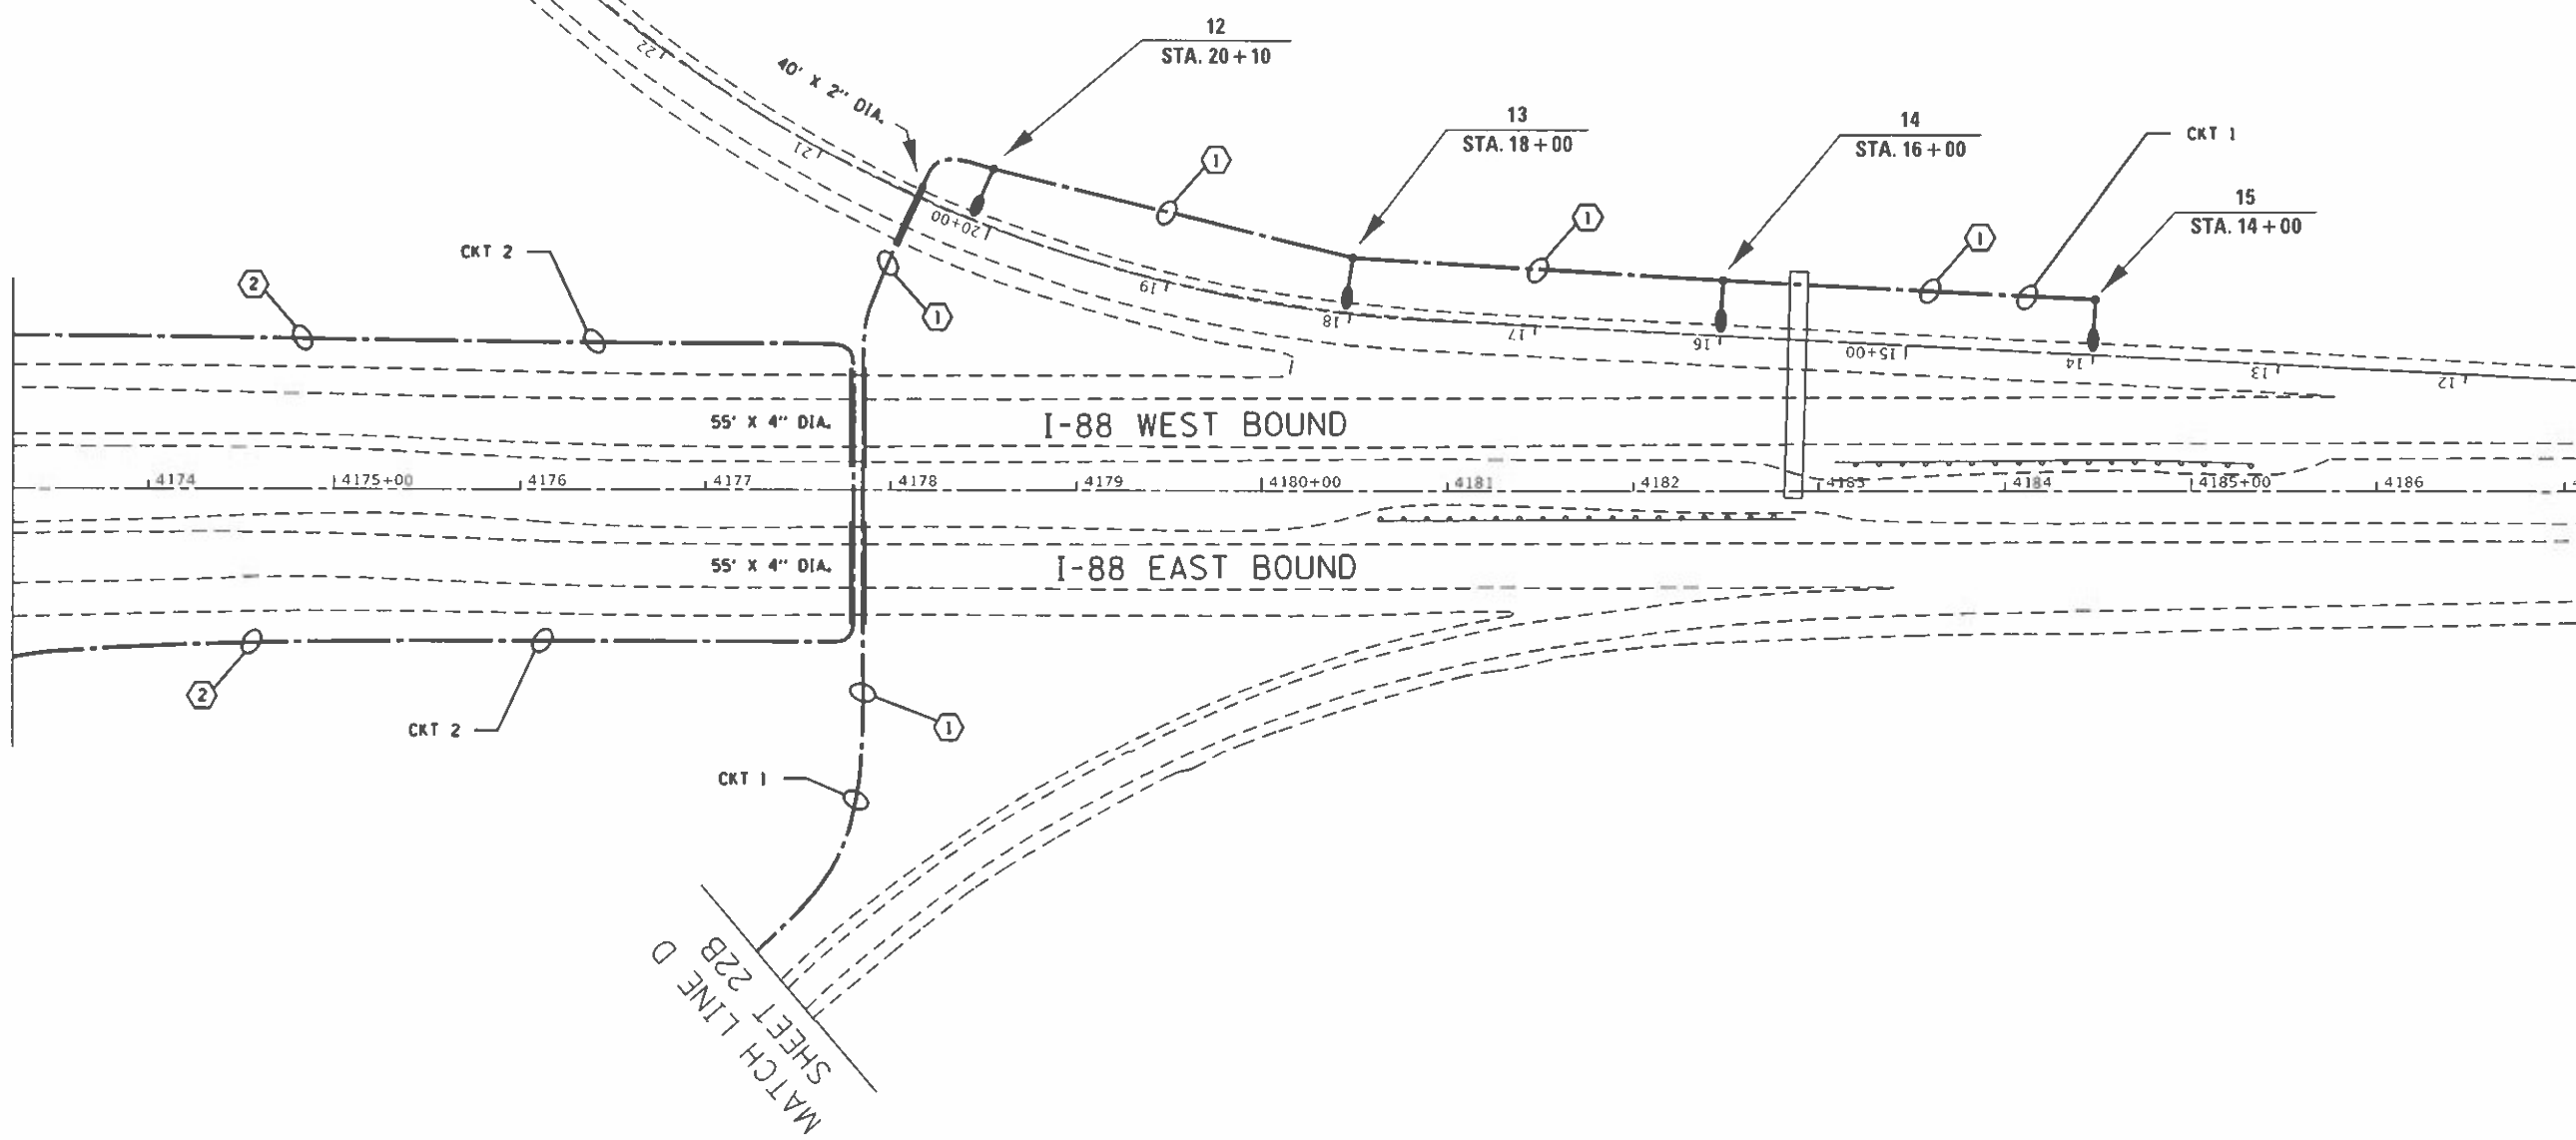 12
STA. 20+10
40' X 2" DIA.
22
21
20+00
19
18
17
16
15+00
14
13
12
1
13
STA. 18+00
1
14
STA. 16+00
1
CKT 1
15
STA. 14+00
CKT 2
2
1
55' X 4" DIA.
I-88 WEST BOUND
4174
4175+00
4176
4177
4178
4179
4180+00
4181
4182
4183
4184
4185+00
4186
55' X 4" DIA.
I-88 EAST BOUND
2
CKT 2
1
CKT 1
MATCH LINE D
SHEET 22B